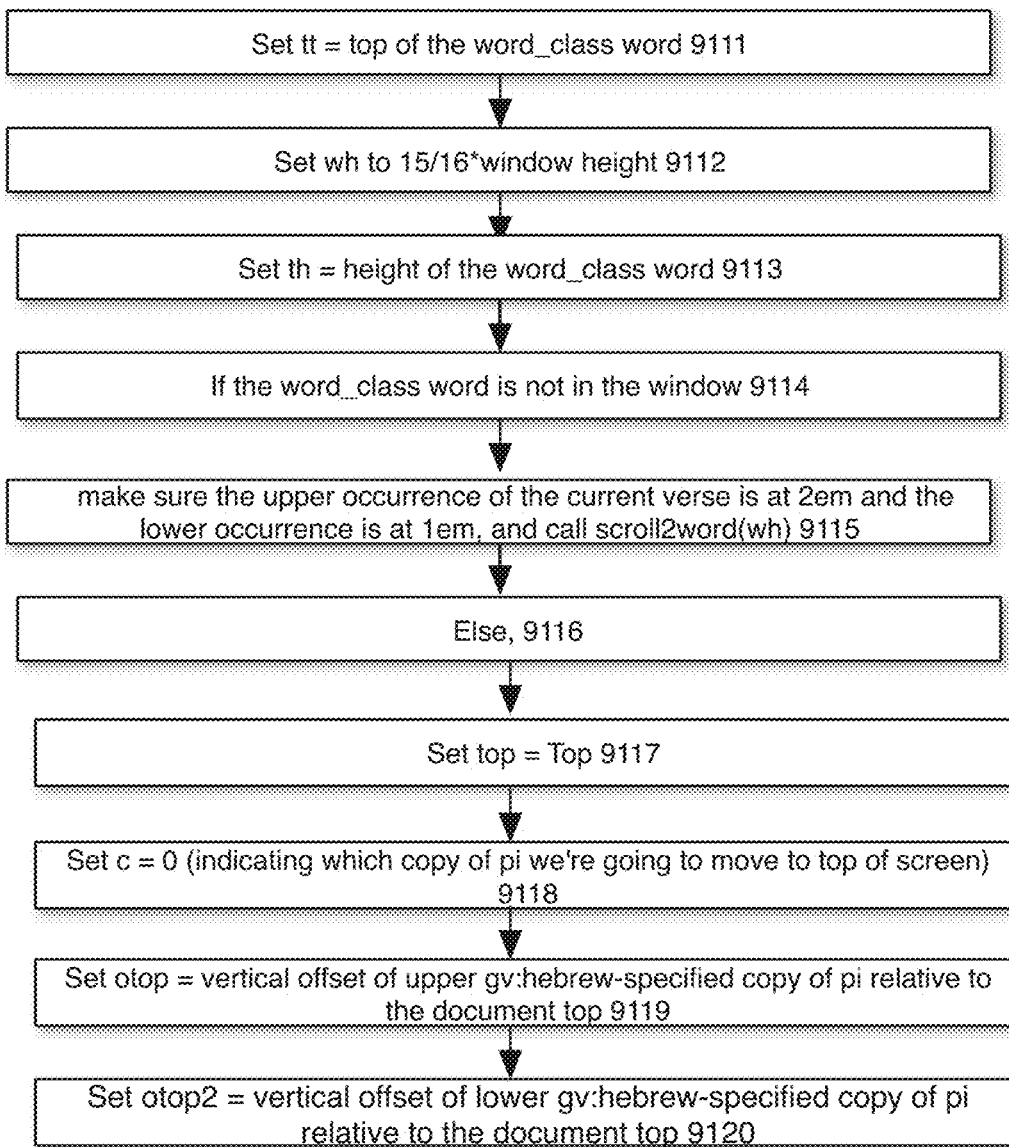 Set tt = top of the word_class word 9111
Set wh to 15/16*window height 9112
Set th = height of the word_class word 9113
If the word_class word is not in the window 9114
make sure the upper occurrence of the current verse is at 2em and the
lower occurrence is at 1em, and call scroll2word(wh) 9115
Else, 9116
Set top = Top 9117
Set c = 0 (indicating which copy of pi we're going to move to top of screen)
9118
Set otop = vertical offset of upper gv:hebrew-specified copy of pi relative to
the document top 9119
Set otop2 = vertical offset of lower gv:hebrew-specified copy of pi
relative to the document top 9120